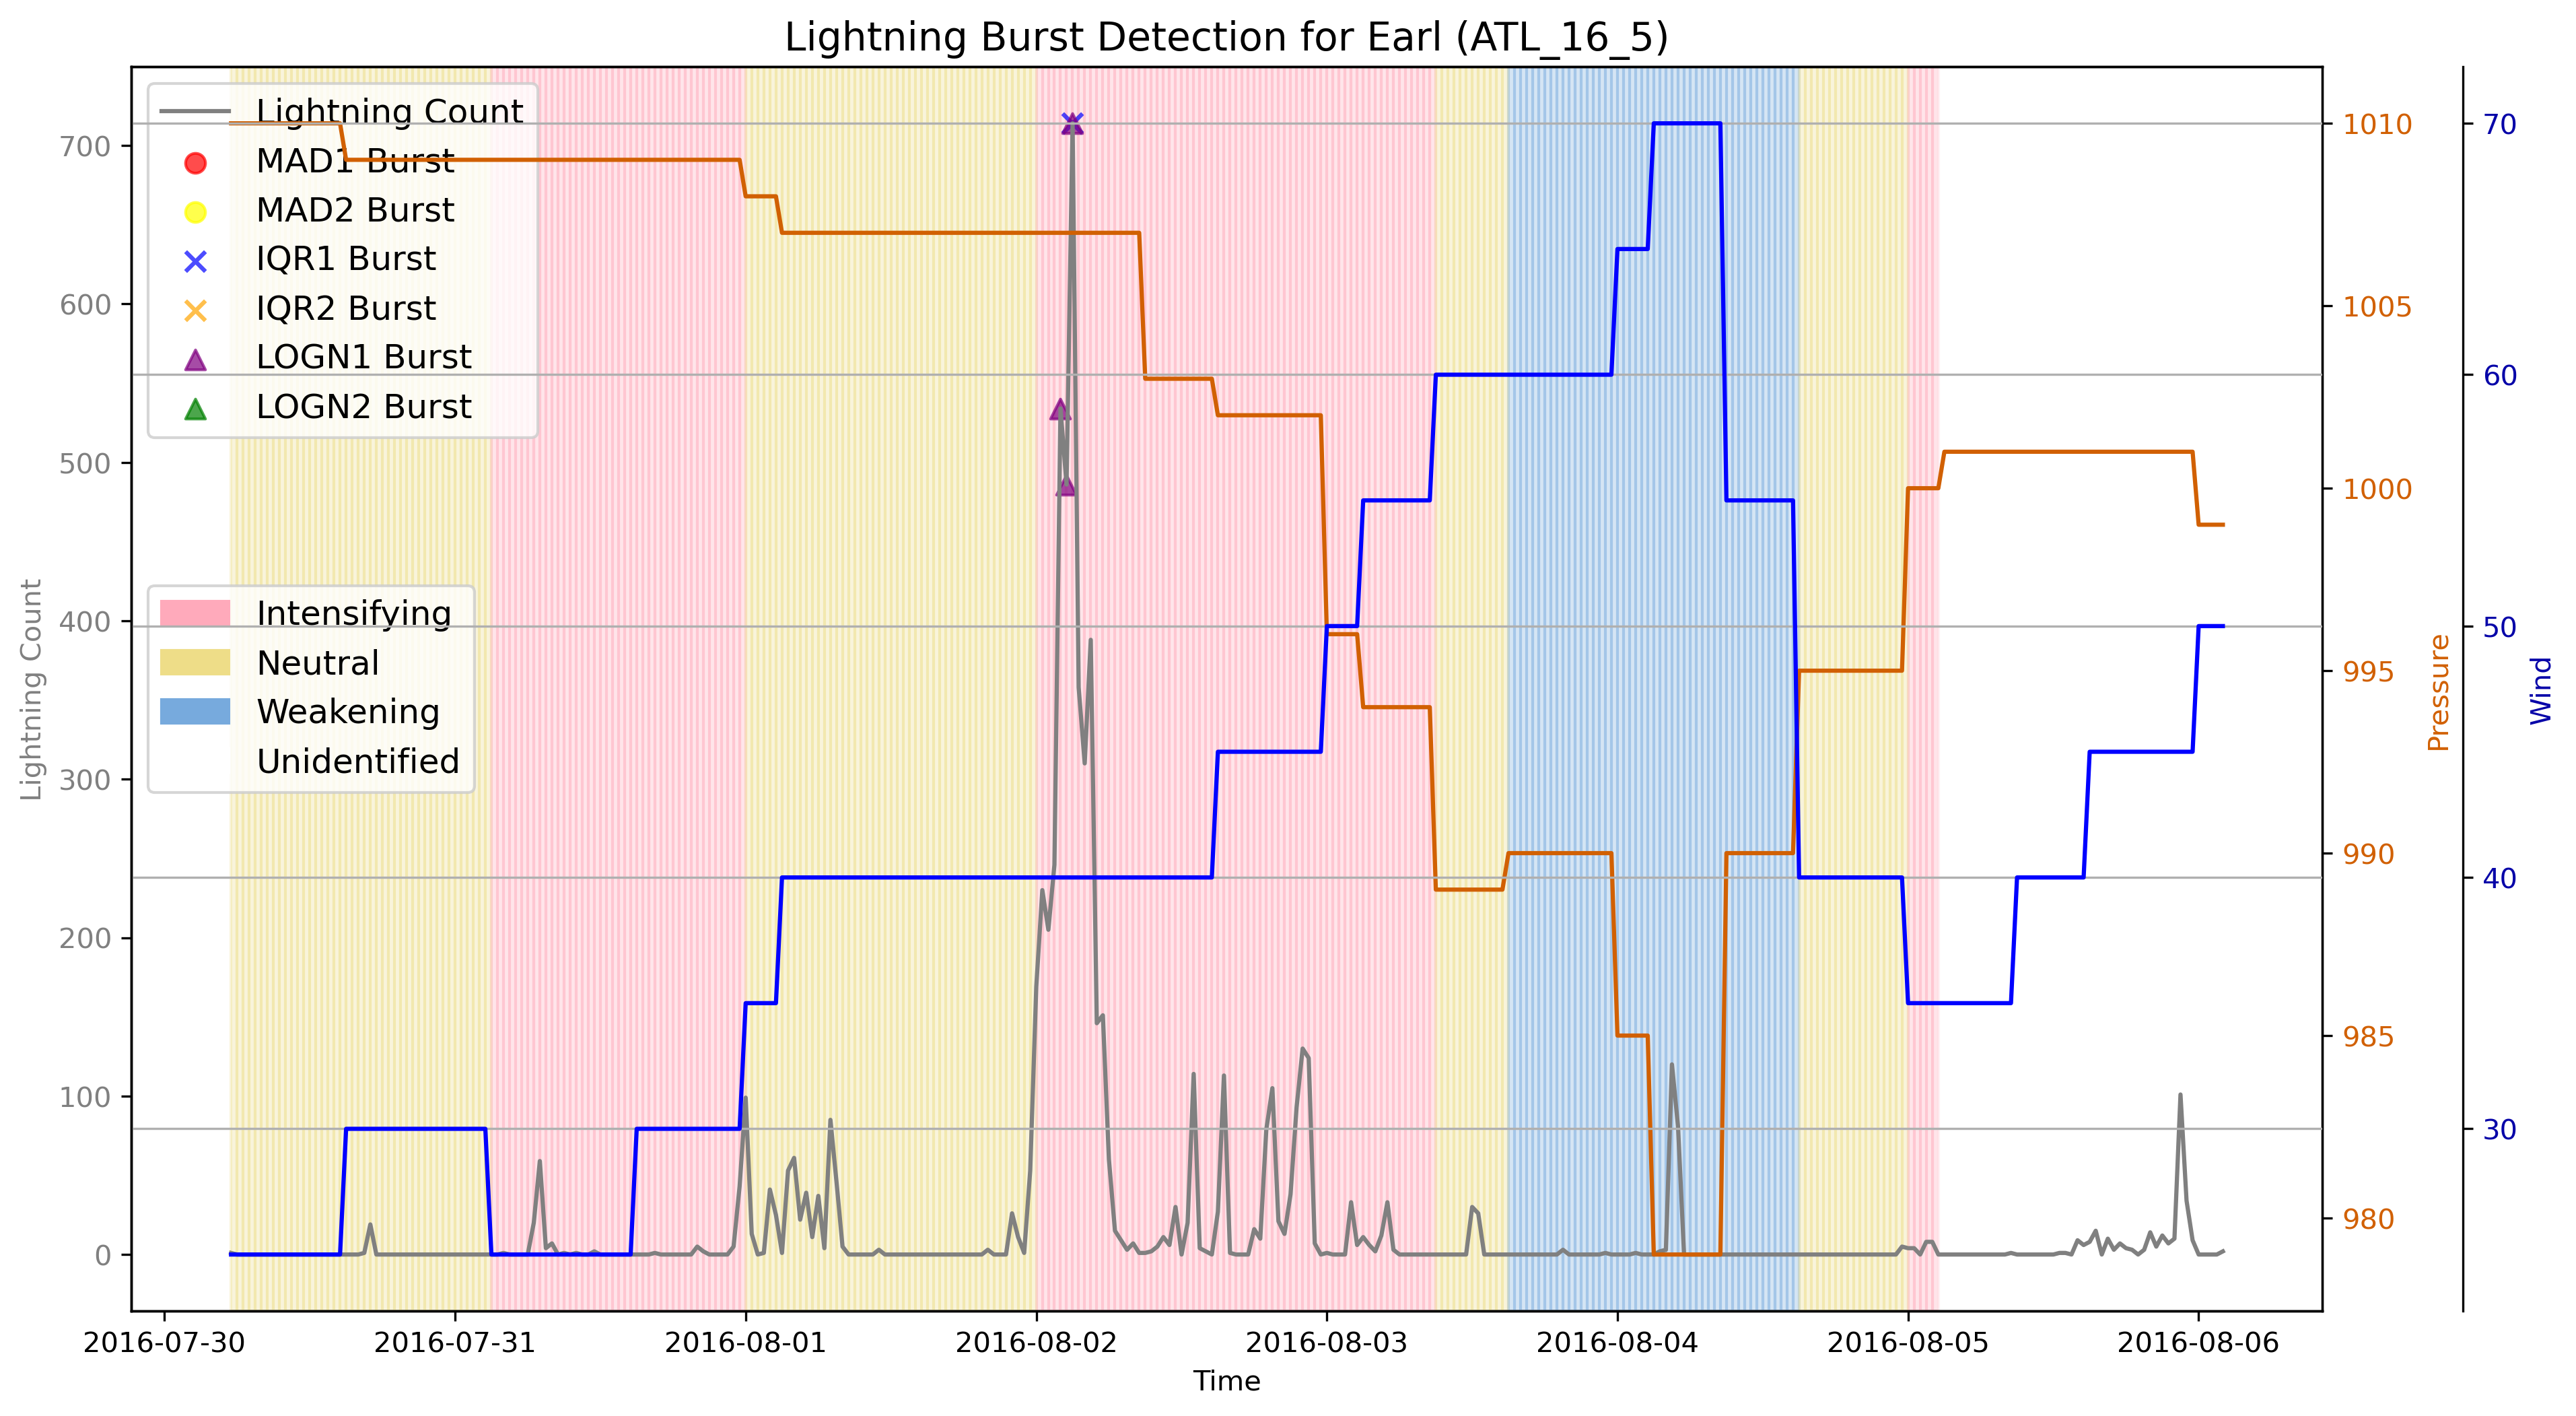 Lightning Burst Detection for Earl (ATL_16_5)
Lightning Count
MAD1 Burst
MAD2 Burst
IQR1 Burst
IQR2 Burst
LOGN1 Burst
LOGN2 Burst
Intensifying
Neutral
Weakening
Unidentified
Lightning Count
700
600
500
400
300
200
100
0
1010
1005
1000
995
990
985
980
Pressure
70
60
50
40
30
Wind
2016-07-30 2016-07-31 2016-08-01 2016-08-02 2016-08-03 2016-08-04 2016-08-05 2016-08-06
Time